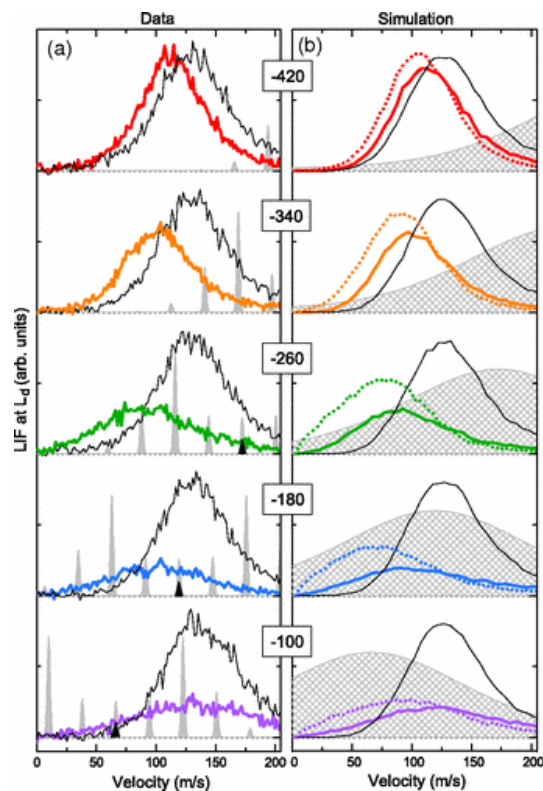 Data
Simulation
(a)
(b)
-420
-340
-260
-180
-100
LIF at L_d (arb. units)
0 50 100 150 200
0 50 100 150 200
Velocity (m/s)
Velocity (m/s)